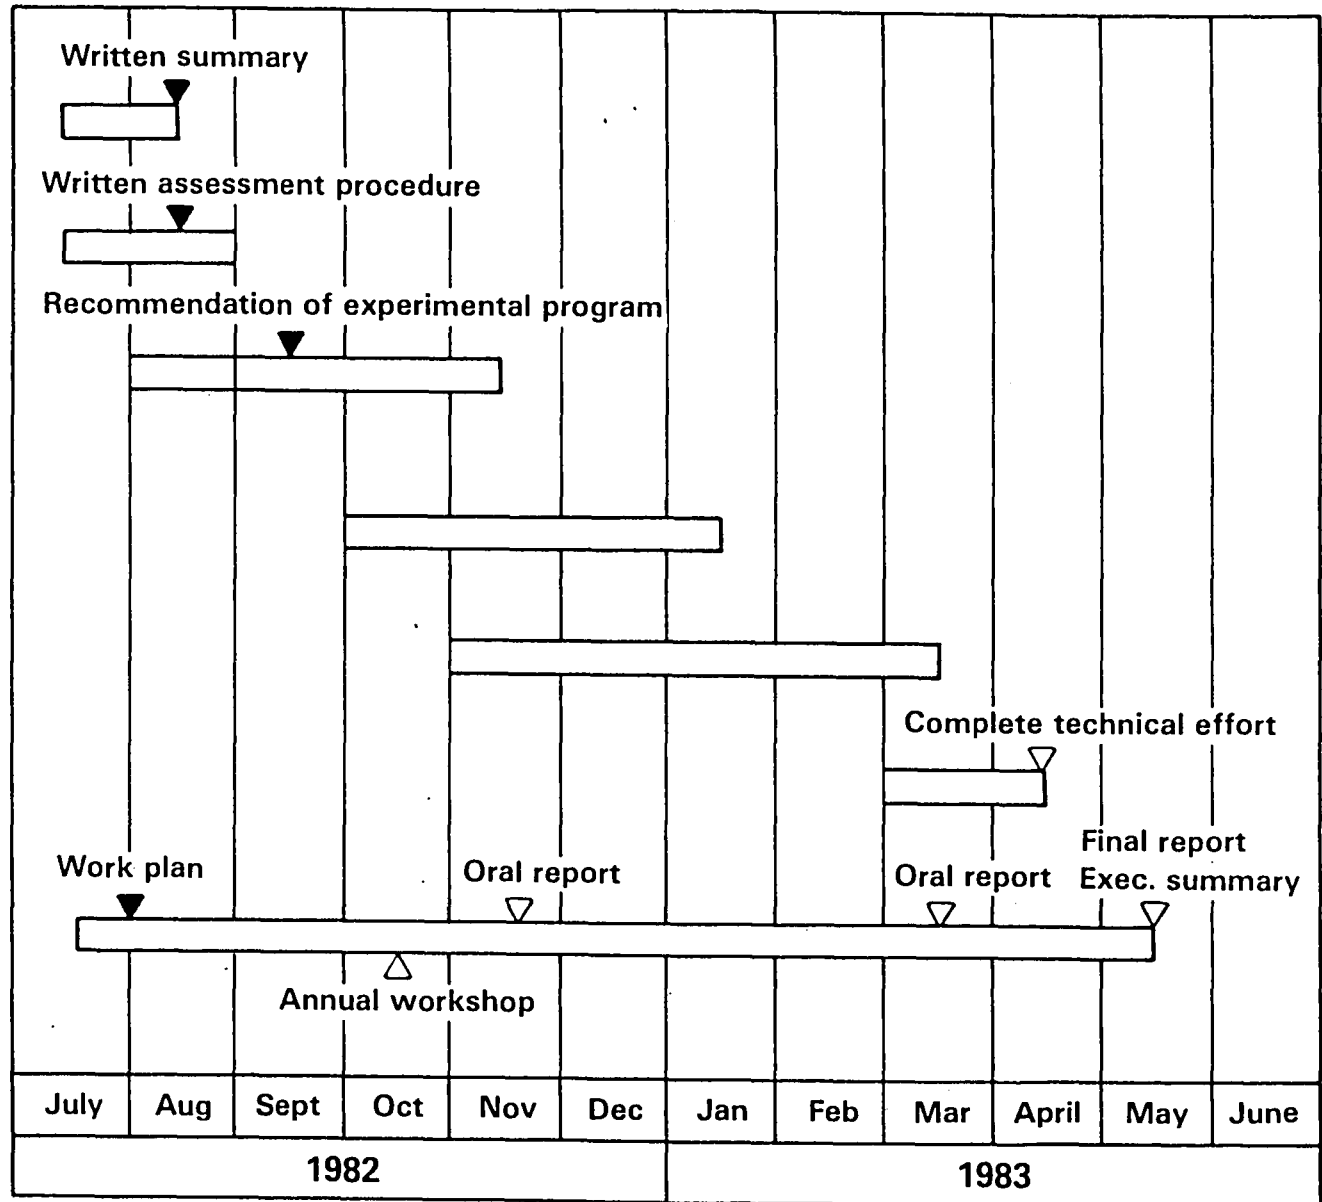 Written summary
Written assessment procedure
Recommendation of experimental program
Complete technical effort
Work plan
Oral report
Oral report
Final report
Exec. summary
Annual workshop
July Aug Sept Oct Nov Dec Jan Feb Mar April May June
1982 1983